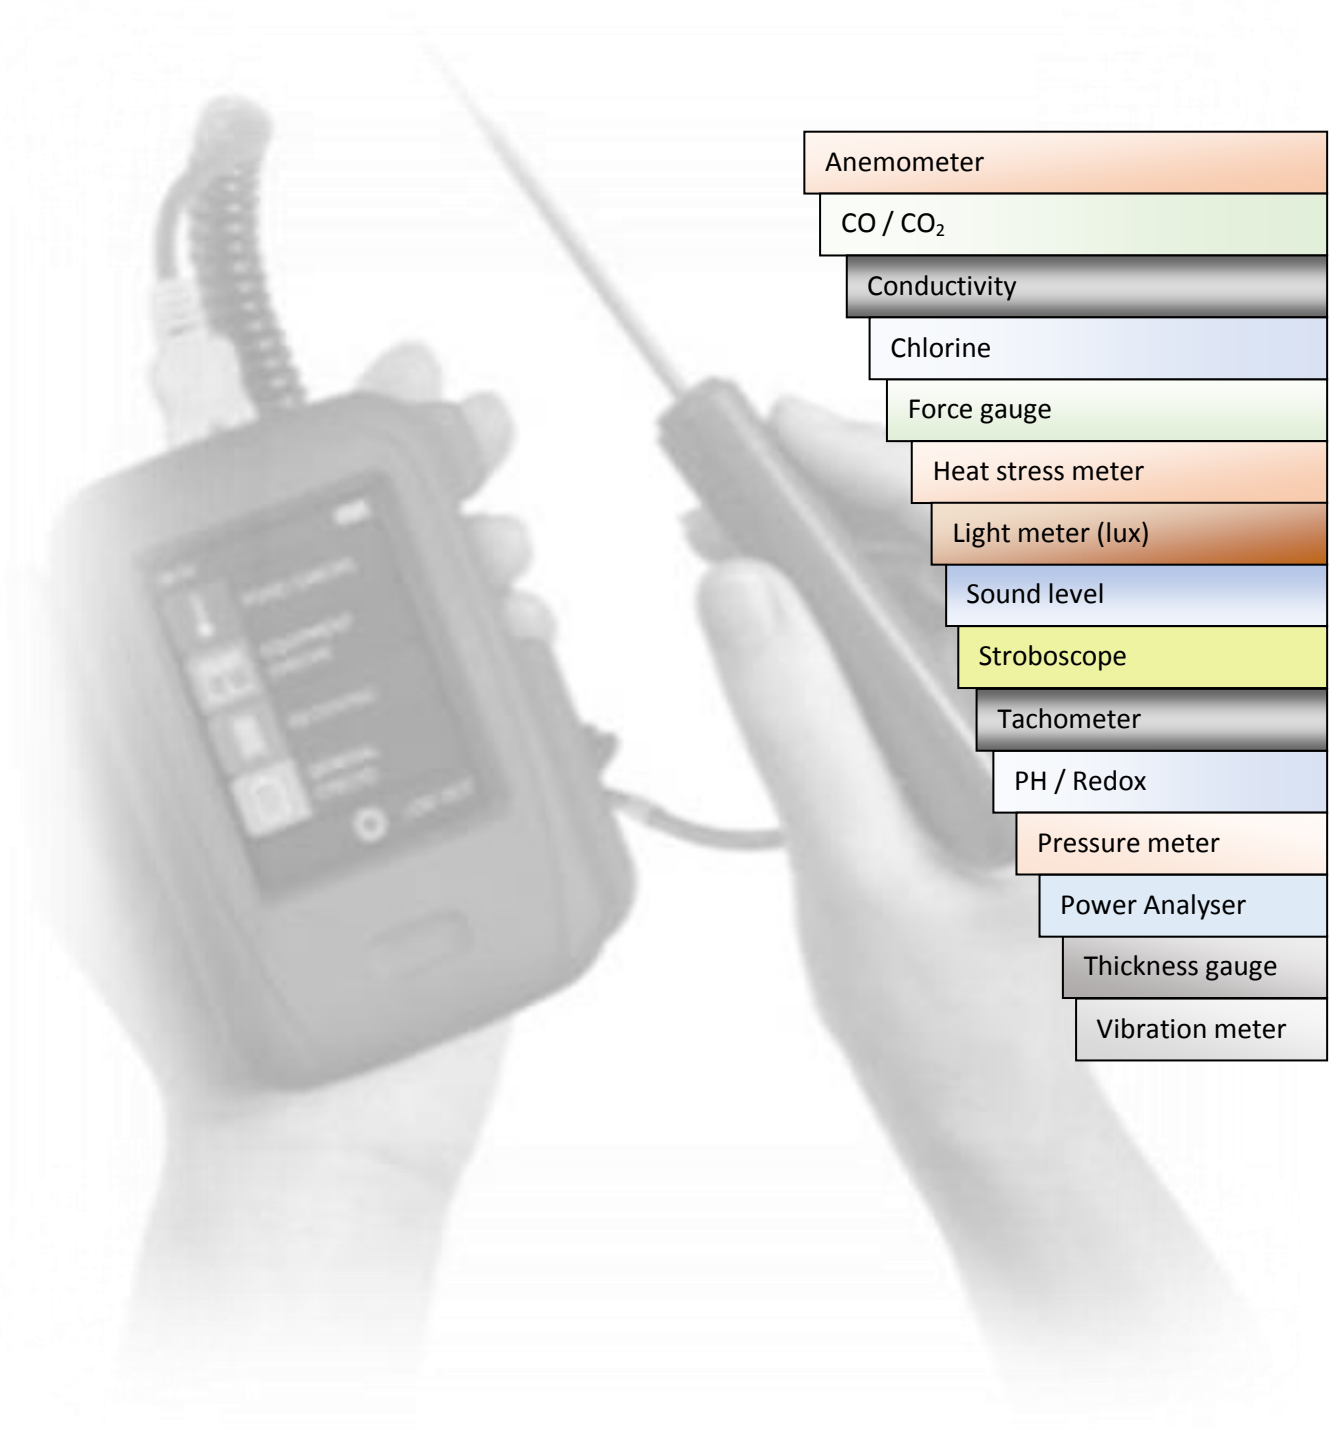 Anemometer
CO / CO₂
Conductivity
Chlorine
Force gauge
Heat stress meter
Light meter (lux)
Sound level
Stroboscope
Tachometer
PH / Redox
Pressure meter
Power Analyser
Thickness gauge
Vibration meter